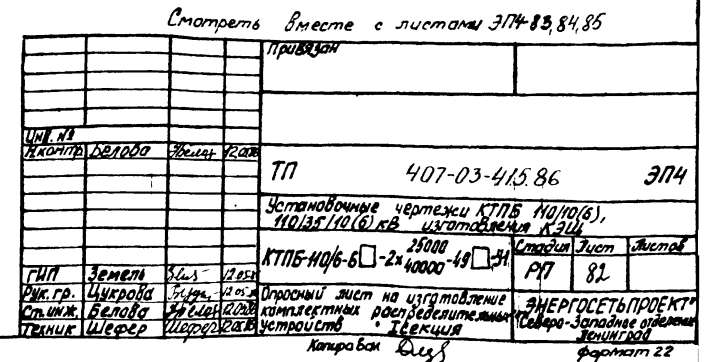 Смотреть вместе с листами ЭП4-83,84,85
Привязан
Инв. №
Н.контр Белова
ТП 407-03-415.86 ЭП4
Установочные чертежи КТПБ 110/10(6),
110/35/10(6) кВ изготовления КЭЩ
КТПБ-110/6-6□-2х 25000/40000 -49□-У1.
Стадия Лист Листов
РП 82
ГИП Земель
Рук.гр. Цукрова
Ст.инж. Белова
Техник Шефер
Опросный лист на изготовление
комплектных распределительных
устройств I секция
"ЭНЕРГОСЕТЬПРОЕКТ"
Северо-Западное отделение
Ленинград
Копировал
формат 22